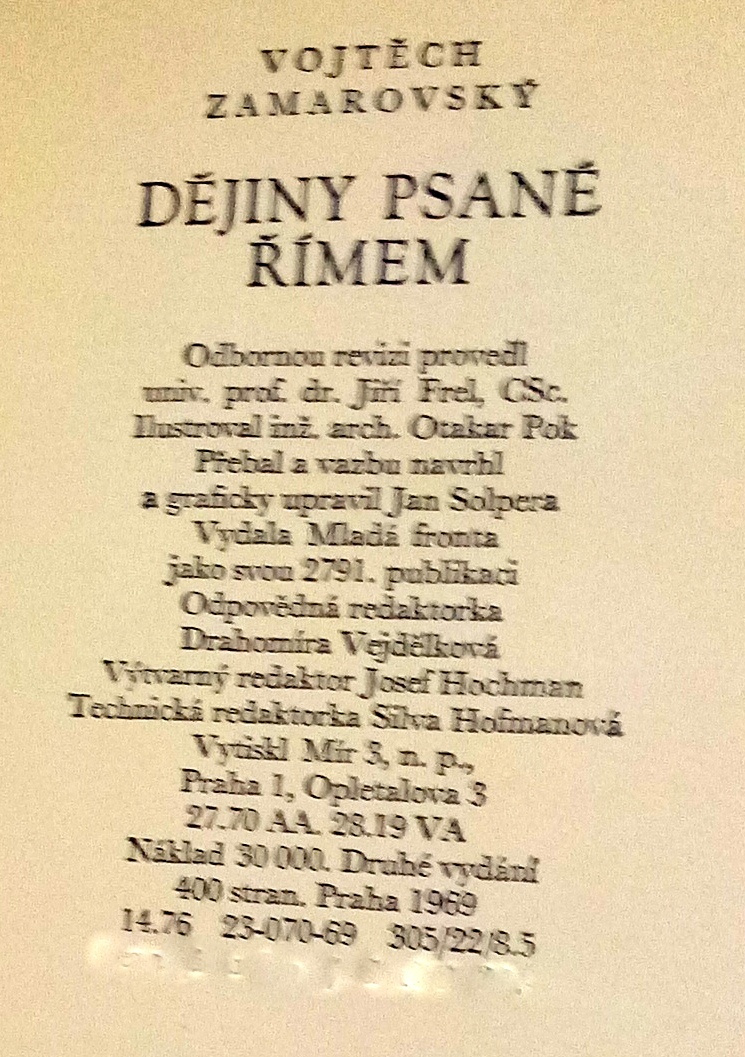 VOJTĚCH
ZAMAROVSKÝ
DĚJINY PSANÉ
ŘÍMEM
Odbornou revizi provedl
univ. prof. dr. Jiří Frel, CSc.
Ilustroval inž. arch. Otakar Pok
Přebal a vazbu navrhl
a graficky upravil Jan Solpera
Vydala Mladá fronta
jako svou 2791. publikaci
Odpovědná redaktorka
Drahomíra Vejdělková
Výtvarný redaktor Josef Hochman
Technická redaktorka Silva Hofmanová
Vytiskl Mír 3, n. p.,
Praha 1, Opletalova 3
27.70 AA. 28.19 VA
Náklad 30 000. Druhé vydání
400 stran. Praha 1969
14.76 23-070-69 305/22/8.5